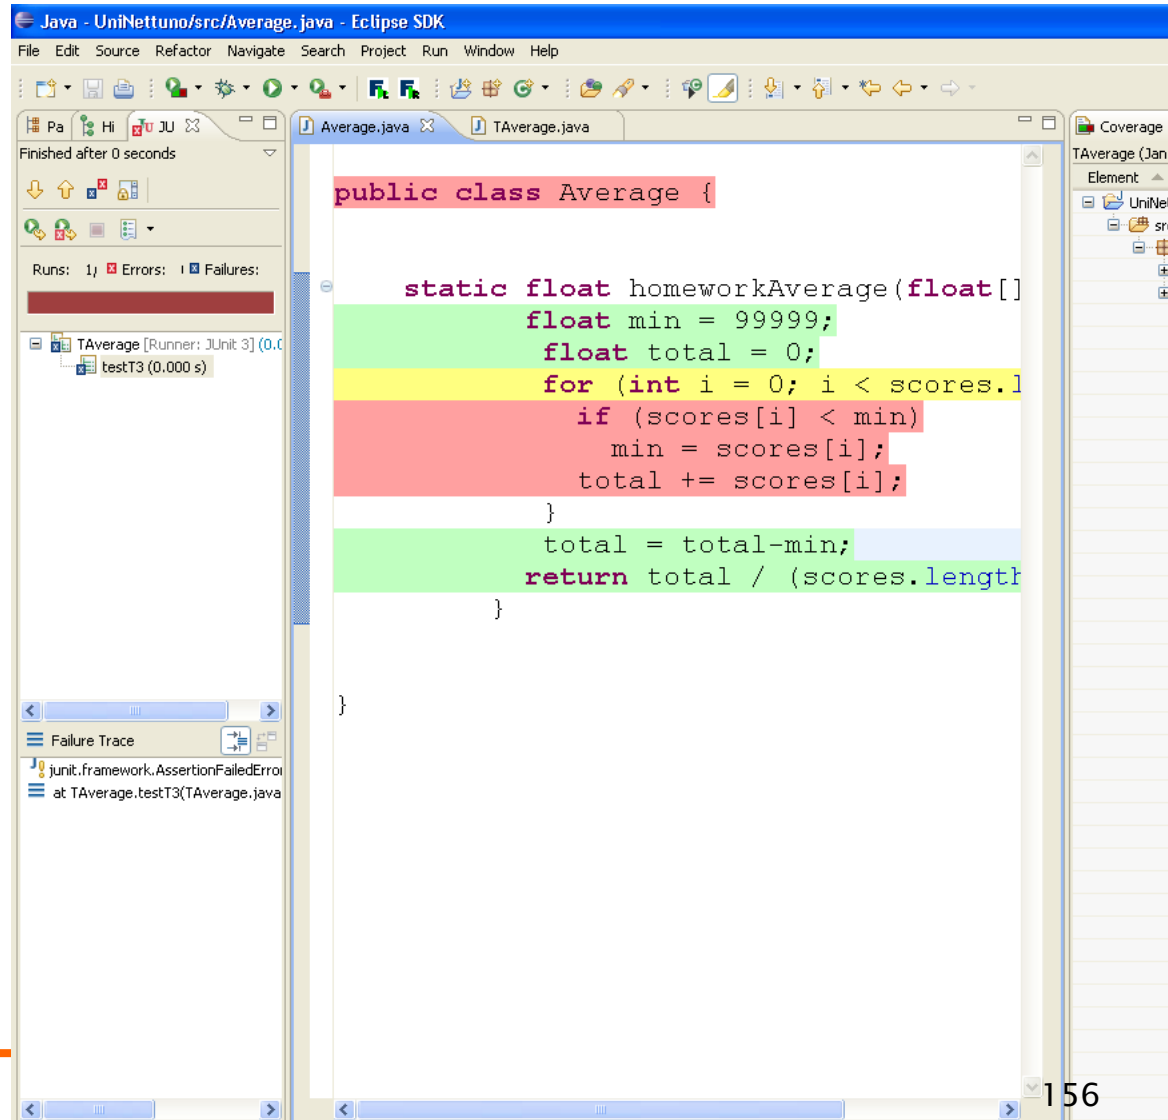 Java - UniNettuno/src/Average.java - Eclipse SDK
File Edit Source Refactor Navigate Search Project Run Window Help
Pa Hi JU Average.java TAverage.java Coverage
Finished after 0 seconds
TAverage (Jan
Element
UniNet
src
Runs: 1/ Errors: Failures:
TAverage [Runner: JUnit 3] (0.0
testT3 (0.000 s)
public class Average {
static float homeworkAverage(float[]
float min = 99999;
float total = 0;
for (int i = 0; i < scores.l
if (scores[i] < min)
min = scores[i];
total += scores[i];
}
total = total-min;
return total / (scores.length
}
}
Failure Trace
junit.framework.AssertionFailedError
at TAverage.testT3(TAverage.java
156